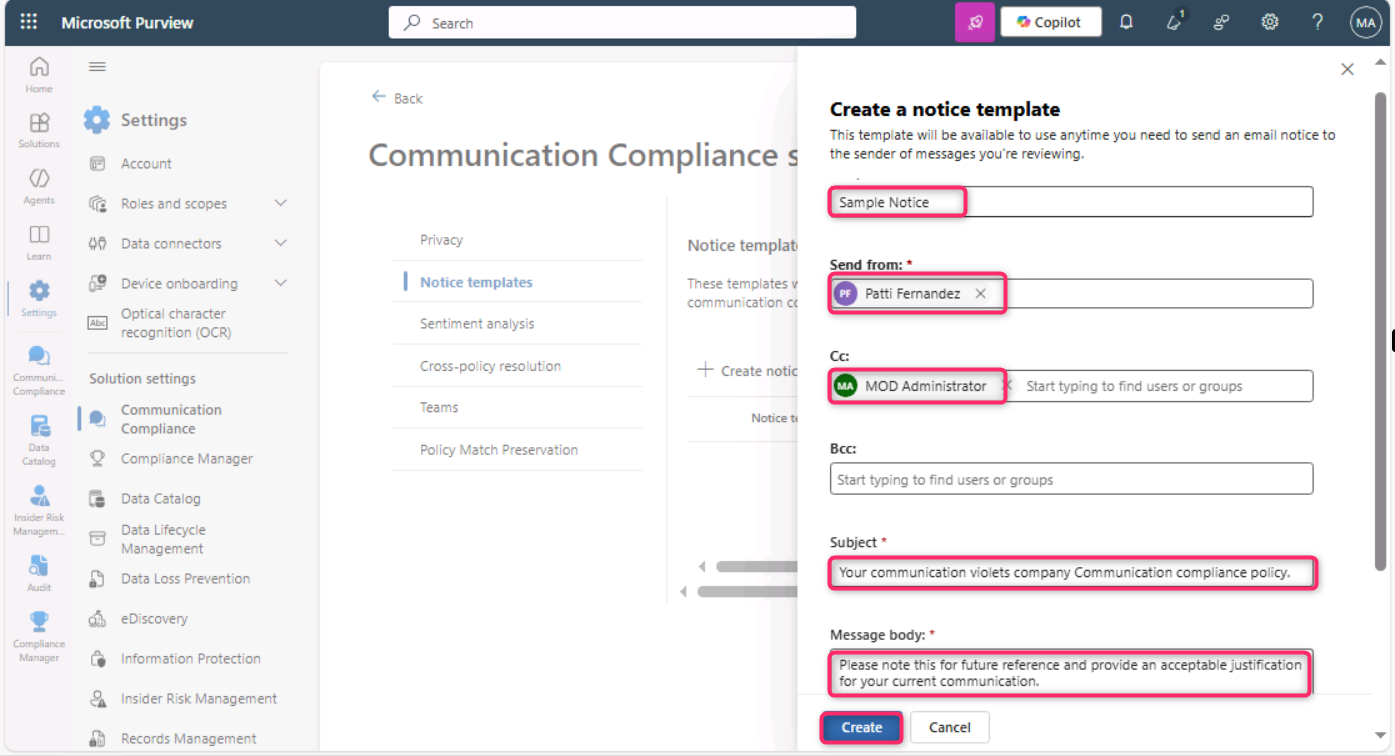 Microsoft Purview
Search
Copilot
1
MA
Home
Solutions
Agents
Learn
Settings
Communi...
Compliance
Data
Catalog
Insider Risk
Managem...
Audit
Compliance
Manager
Settings
Account
Roles and scopes
Data connectors
Device onboarding
Abc
Optical character
recognition (OCR)
Solution settings
Communication
Compliance
Compliance Manager
Data Catalog
Data Lifecycle
Management
Data Loss Prevention
eDiscovery
Information Protection
Insider Risk Management
Records Management
Back
Communication Compliance s
Privacy
Notice templates
Sentiment analysis
Cross-policy resolution
Teams
Policy Match Preservation
Notice templat
These templates w
communication co
Create notic
Notice te
Create a notice template
This template will be available to use anytime you need to send an email notice to
the sender of messages you're reviewing.
Sample Notice
Send from: *
PF Patti Fernandez
Cc:
MA MOD Administrator Start typing to find users or groups
Bcc:
Start typing to find users or groups
Subject *
Your communication violets company Communication compliance policy.
Message body: *
Please note this for future reference and provide an acceptable justification
for your current communication.
Create Cancel